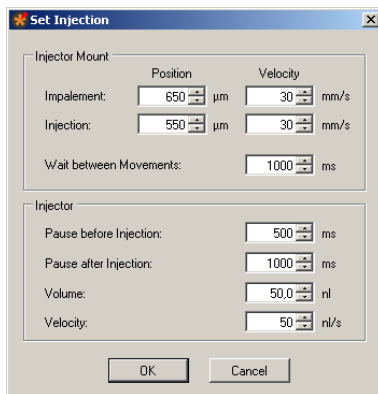 Set Injection
Injector Mount
Position Velocity
Impalement: 650 µm 30 mm/s
Injection: 550 µm 30 mm/s
Wait between Movements: 1000 ms
Injector
Pause before Injection: 500 ms
Pause after Injection: 1000 ms
Volume: 50,0 nl
Velocity: 50 nl/s
OK Cancel